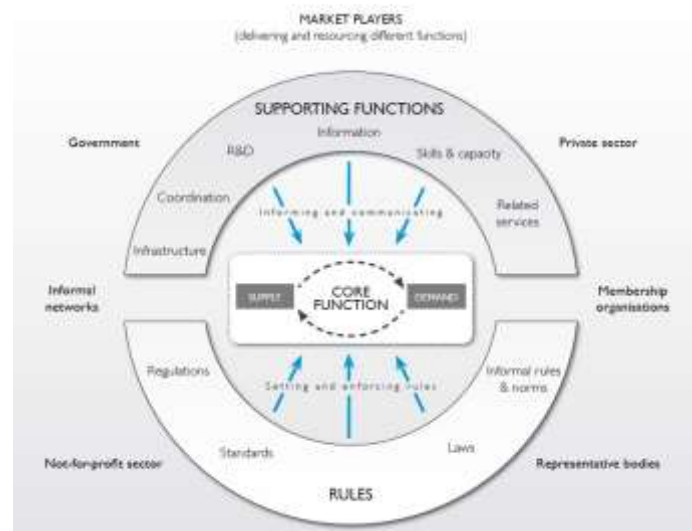 MARKET PLAYERS
(delivering and resourcing different functions)
SUPPORTING FUNCTIONS
Information
Government
R&D
Skills & capacity
Private sector
Coordination
Related
services
Informing and communicating
Infrastructure
Informal
networks
SUPPLY
CORE
FUNCTION
DEMAND
Membership
organisations
Regulations
Informal rules
& norms
Setting and enforcing rules
Standards
Laws
Not-for-profit sector
Representative bodies
RULES